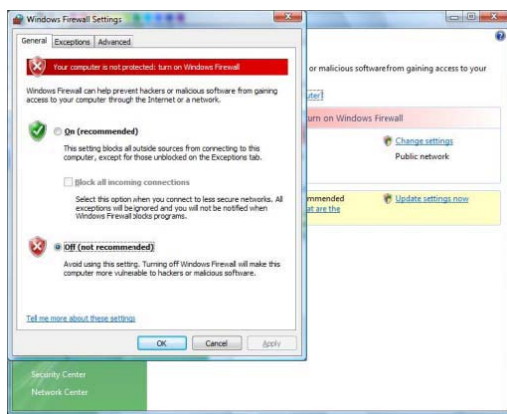 Windows Firewall Settings
General Exceptions Advanced
Your computer is not protected: turn on Windows Firewall
Windows Firewall can help prevent hackers or malicious software from gaining
access to your computer through the Internet or a network.
On (recommended)
This setting blocks all outside sources from connecting to this
computer, except for those unblocked on the Exceptions tab.
Block all incoming connections
Select this option when you connect to less secure networks. All
exceptions will be ignored and you will not be notified when
Windows Firewall blocks programs.
Off (not recommended)
Avoid using this setting. Turning off Windows Firewall will make this
computer more vulnerable to hackers or malicious software.
Tell me more about these settings
OK Cancel Apply
or malicious software from gaining access to your
uter?
urn on Windows Firewall
Change settings
Public network
mmended
at are the
Update settings now
Security Center
Network Center